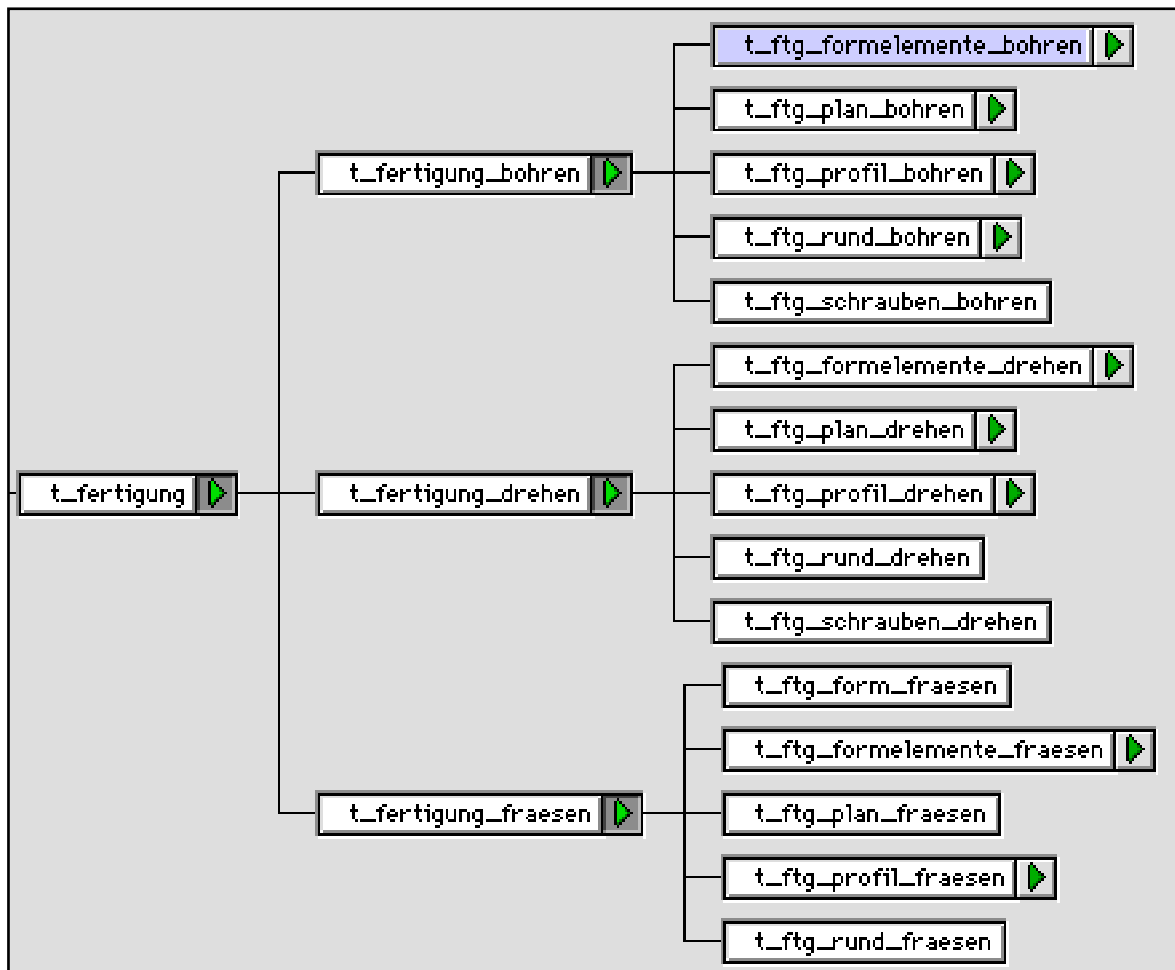 t_ftg_formelemente_bohren
t_ftg_plan_bohren
t_fertigung_bohren
t_ftg_profil_bohren
t_ftg_rund_bohren
t_ftg_schrauben_bohren
t_ftg_formelemente_drehen
t_ftg_plan_drehen
t_fertigung
t_fertigung_drehen
t_ftg_profil_drehen
t_ftg_rund_drehen
t_ftg_schrauben_drehen
t_ftg_form_fraesen
t_ftg_formelemente_fraesen
t_fertigung_fraesen
t_ftg_plan_fraesen
t_ftg_profil_fraesen
t_ftg_rund_fraesen